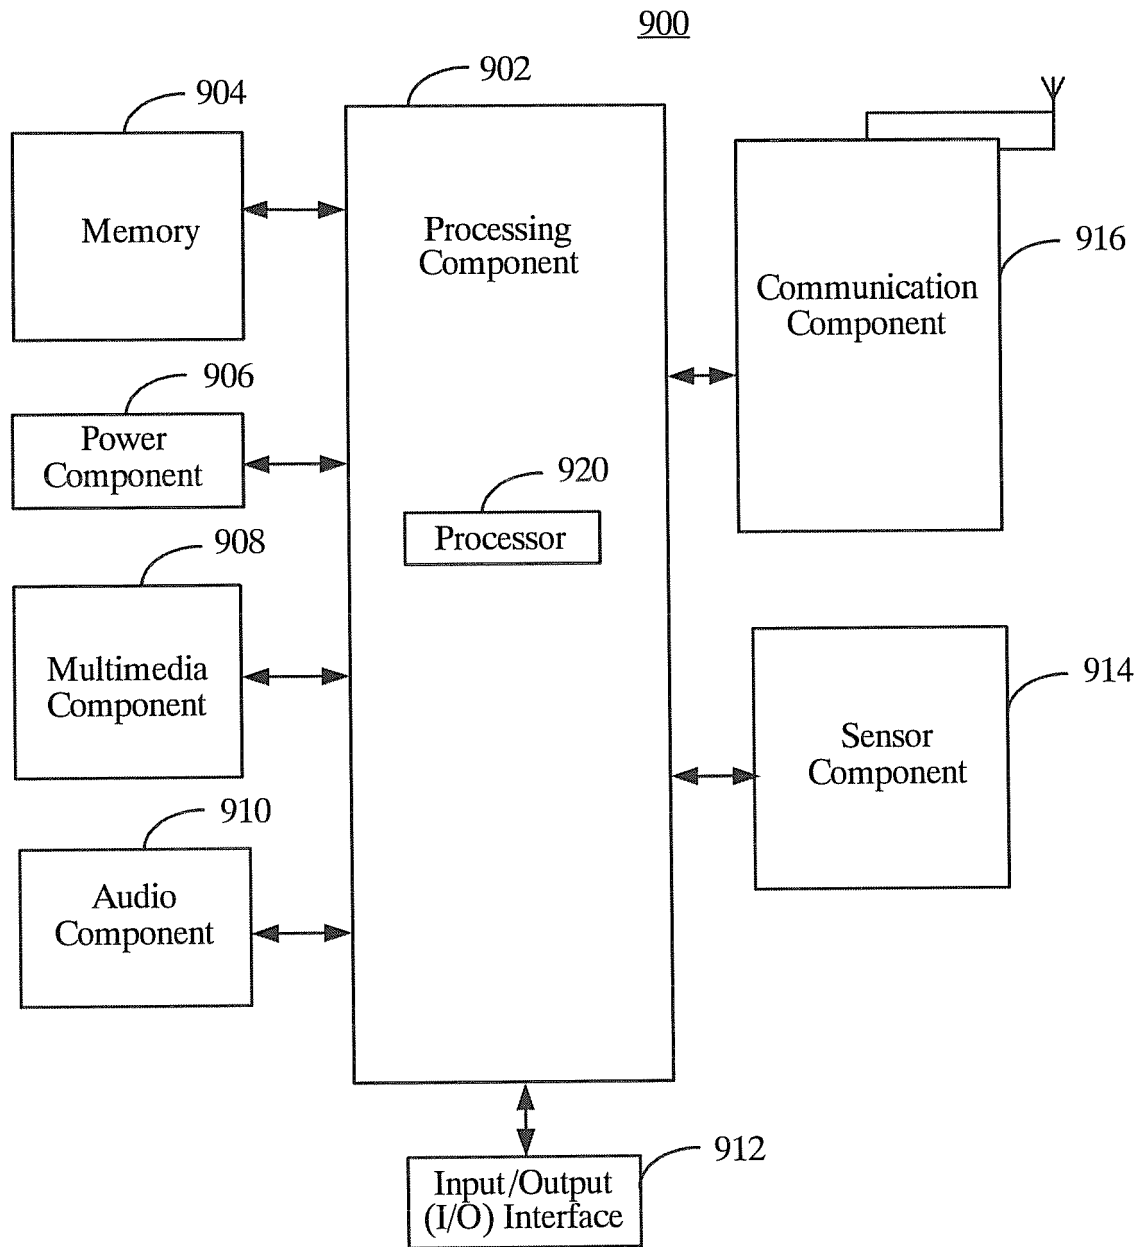 900
902
904
Memory
Processing
Component
916
Communication
Component
906
Power
Component
920
Processor
908
Multimedia
Component
914
Sensor
Component
910
Audio
Component
912
Input/Output
(I/O) Interface